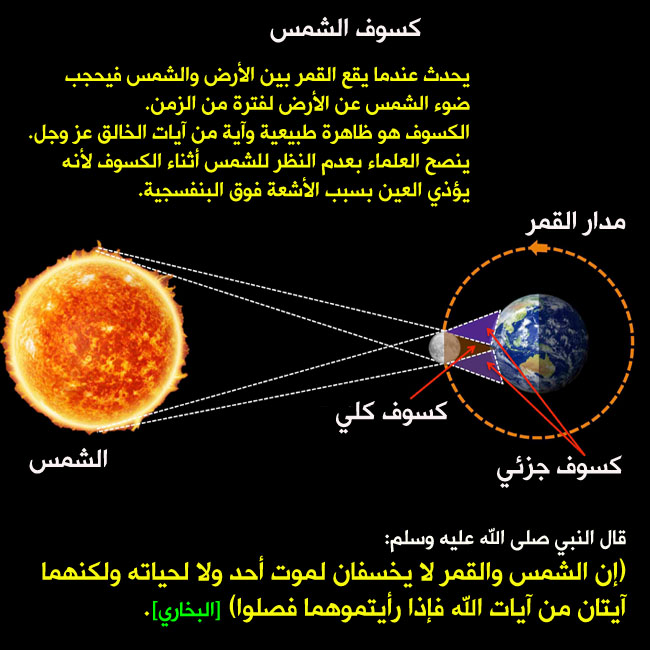 كسوف الشمس
يحدث عندما يقع القمر بين الأرض والشمس فيحجب
ضوء الشمس عن الأرض لفترة من الزمن.
الكسوف هو ظاهرة طبيعية وآية من آيات الخالق عز وجل.
ينصح العلماء بعدم النظر للشمس أثناء الكسوف لأنه
يؤذي العين بسبب الأشعة فوق البنفسجية.
مدار القمر
كسوف كلي
الشمس
كسوف جزئي
قال النبي صلى الله عليه وسلم:
(إن الشمس والقمر لا يخسفان لموت أحد ولا لحياته ولكنهما
آيتان من آيات الله فإذا رأيتموهما فصلوا) [البخاري].